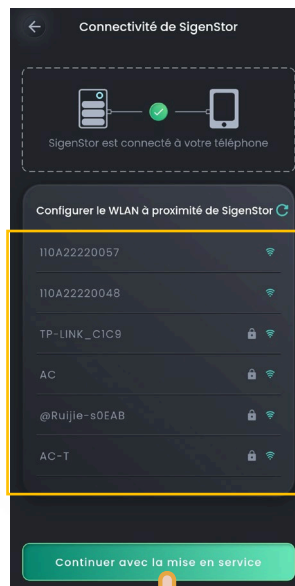 Connectivité de SigenStor
SigenStor est connecté à votre téléphone
Configurer le WLAN à proximité de SigenStor
110A22220057
110A22220048
TP-LINK_C1C9
AC
@Ruijie-s0EAB
AC-T
Continuer avec la mise en service